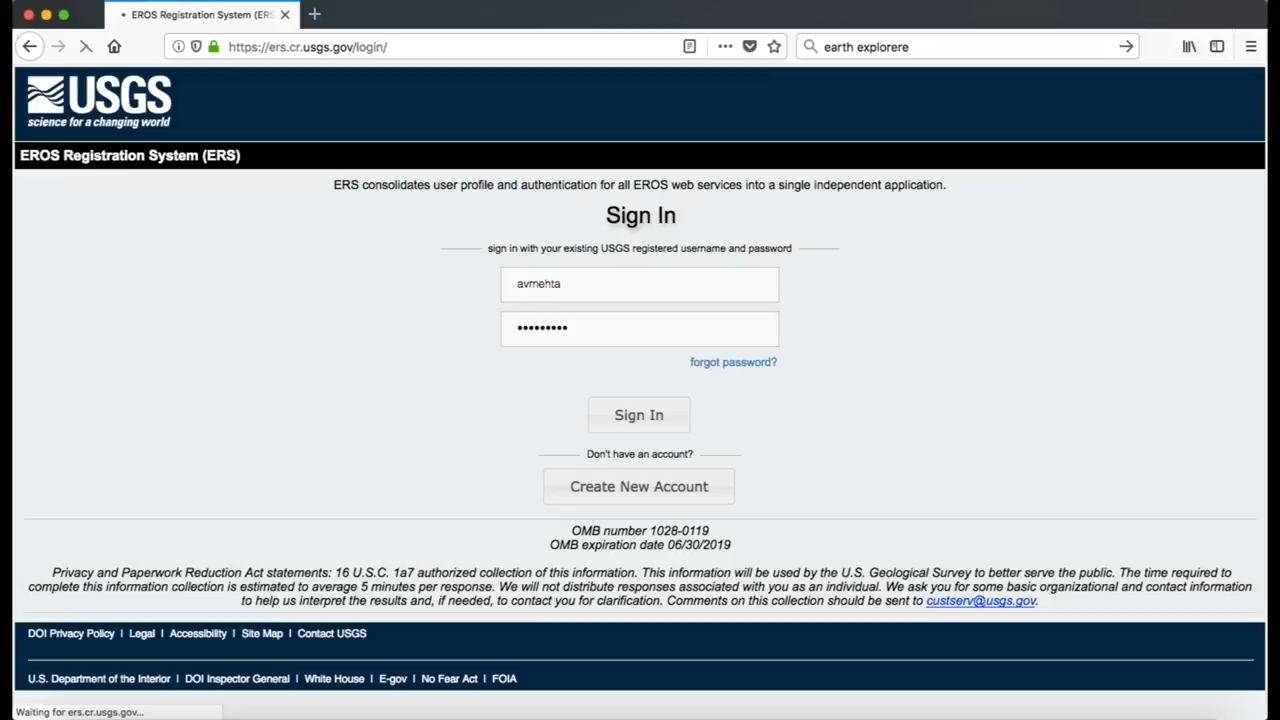 EROS Registration System (ERS
https://ers.cr.usgs.gov/login/
earth explorere
USGS
science for a changing world
EROS Registration System (ERS)
ERS consolidates user profile and authentication for all EROS web services into a single independent application.
Sign In
sign in with your existing USGS registered username and password
avmehta
•••••••••
forgot password?
Sign In
Don't have an account?
Create New Account
OMB number 1028-0119
OMB expiration date 06/30/2019
Privacy and Paperwork Reduction Act statements: 16 U.S.C. 1a7 authorized collection of this information. This information will be used by the U.S. Geological Survey to better serve the public. The time required to
complete this information collection is estimated to average 5 minutes per response. We will not distribute responses associated with you as an individual. We ask you for some basic organizational and contact information
to help us interpret the results and, if needed, to contact you for clarification. Comments on this collection should be sent to custserv@usgs.gov.
DOI Privacy Policy | Legal | Accessibility | Site Map | Contact USGS
U.S. Department of the Interior | DOI Inspector General | White House | E-gov | No Fear Act | FOIA
Waiting for ers.cr.usgs.gov...